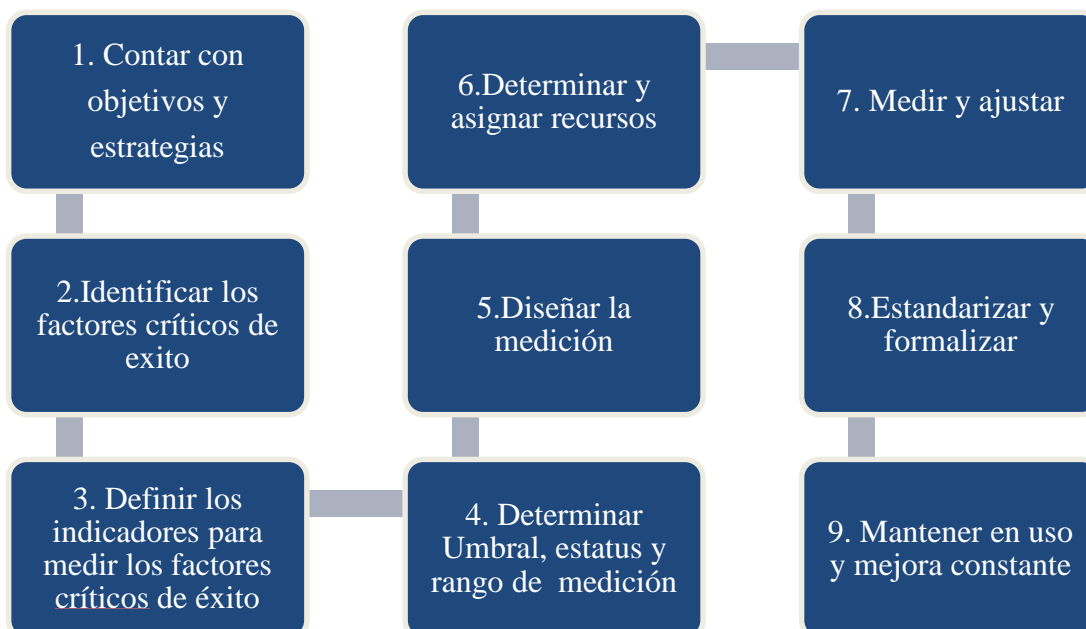 1. Contar con
objetivos y
estrategias
2.Identificar los
factores críticos de
exito
3. Definir los
indicadores para
medir los factores
críticos de éxito
4. Determinar
Umbral, estatus y
rango de medición
5.Diseñar la
medición
6.Determinar y
asignar recursos
7. Medir y ajustar
8.Estandarizar y
formalizar
9. Mantener en uso
y mejora constante